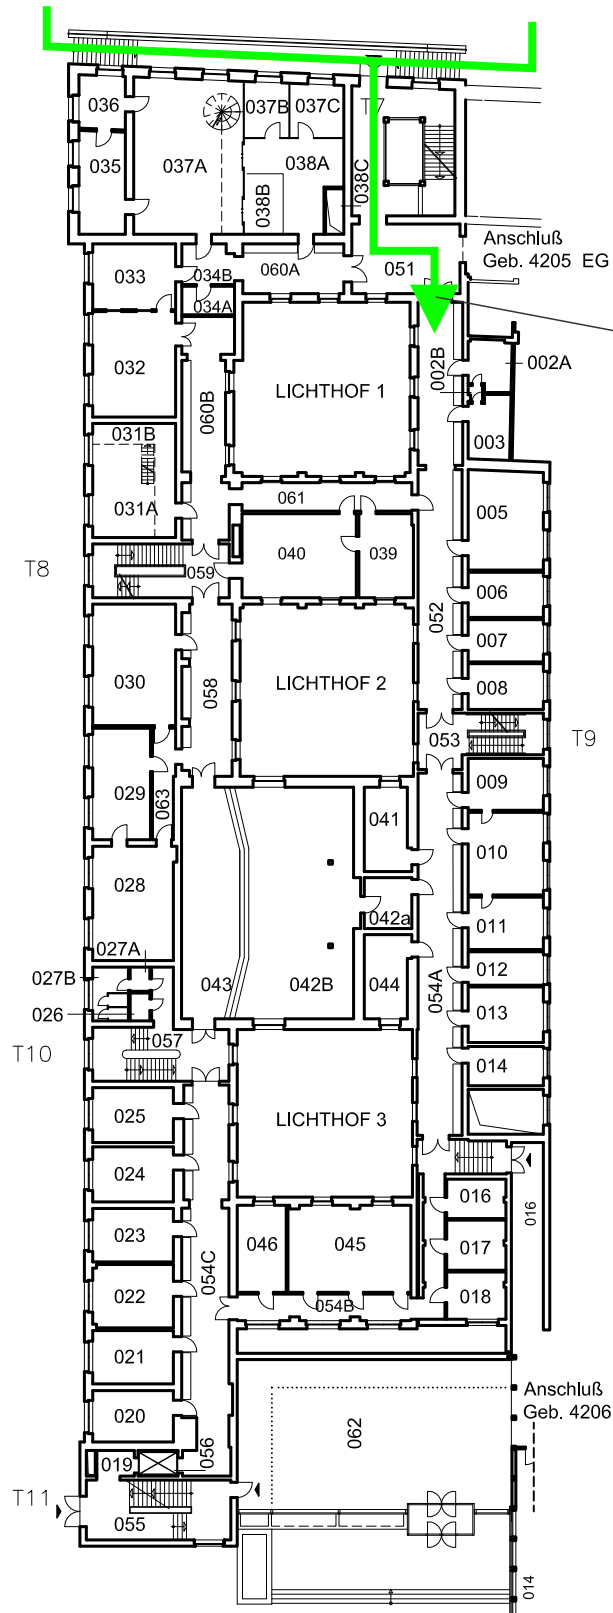 036
037B
037C
T7
035
037A
038A
038B
038C
033
034B
060A
051
Anschluß
Geb. 4205 EG
034A
032
LICHTHOF 1
002B
002A
060B
031B
003
031A
061
005
040
039
T8
059
006
052
007
030
058
LICHTHOF 2
008
053
T9
029
063
009
041
010
028
042a
011
027A
027B
043
042B
044
054A
012
026
013
057
T10
014
025
LICHTHOF 3
024
016
016
023
054C
046
045
017
022
054B
018
021
020
062
Anschluß
Geb. 4206
019
056
T11
055
014